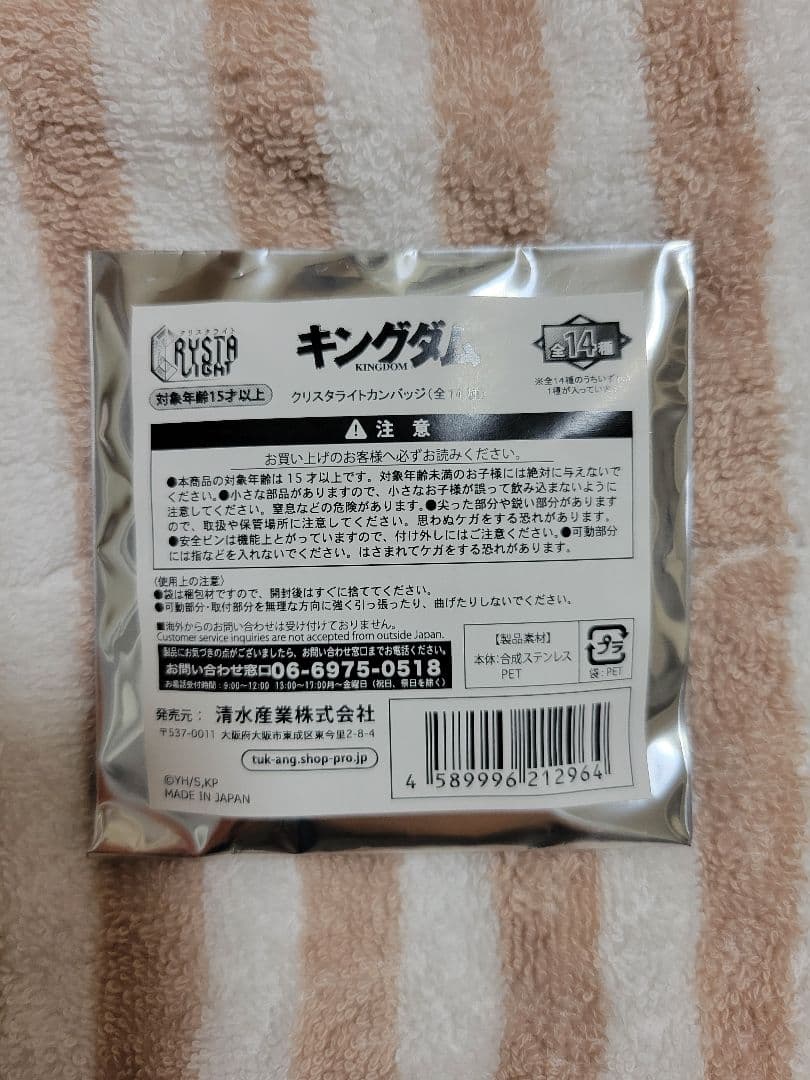 クリスタライト
CRYSTA
LIGHT
キングダム
KINGDOM
全14種
対象年齢15才以上
クリスタライトカンバッジ(全14種)
※全14種のうちいずれか
1種が入っています
注意
お買い上げのお客様へ必ずお読みください。
●本商品の対象年齢は15才以上です。対象年齢未満のお子様には絶対に与えないで
ください。●小さな部品がありますので、小さなお子様が誤って飲み込まないように
注意してください。窒息などの危険があります。●尖った部分や鋭い部分があります
ので、取扱や保管場所に注意してください。思わぬケガをする恐れがあります。
●安全ピンは機能上とがっていますので、付け外しにはご注意ください。●可動部分
には指などを入れないでください。はさまれてケガをする恐れがあります。
〈使用上の注意〉
●袋は梱包材ですので、開封後はすぐに捨ててください。
●可動部分・取付部分を無理な方向に強く引っ張ったり、曲げたりしないでください。
■海外からのお問い合わせは受け付けておりません。
Customer service inquiries are not accepted from outside Japan.
製品にお気づきの点がございましたら、お問い合わせ窓口までお電話ください。
お問い合わせ窓口06-6975-0518
お電話受付時間：9:00〜12:00 13:00〜17:00月〜金曜日(祝日、祭日を除く)
【製品素材】
本体：合成ステンレス
PET
プラ
袋：PET
発売元： 清水産業株式会社
〒537-0011 大阪府大阪市東成区東今里2-8-4
tuk-ang.shop-pro.jp
©YH/S,KP
MADE IN JAPAN
4 589996 212964